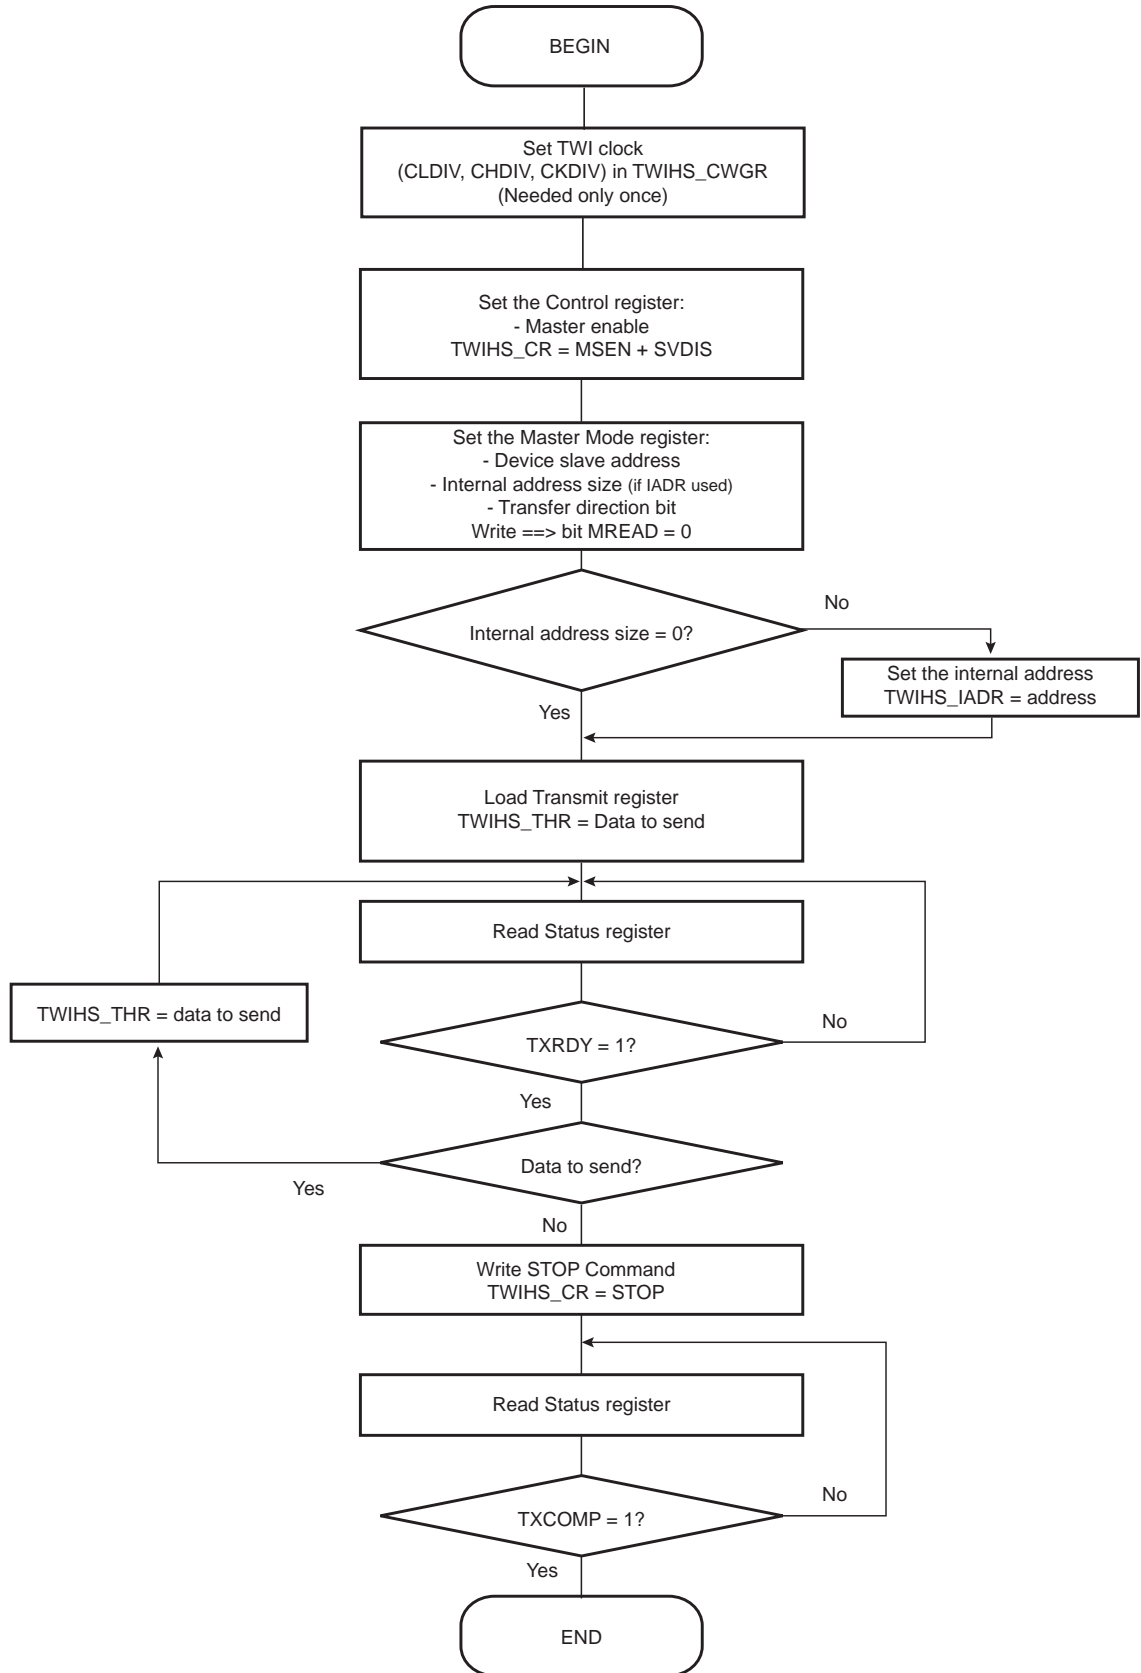 BEGIN
Set TWI clock
(CLDIV, CHDIV, CKDIV) in TWIHS_CWGR
(Needed only once)
Set the Control register:
- Master enable
TWIHS_CR = MSEN + SVDIS
Set the Master Mode register:
- Device slave address
- Internal address size (if IADR used)
- Transfer direction bit
Write ==> bit MREAD = 0
No
Internal address size = 0?
Set the internal address
TWIHS_IADR = address
Yes
Load Transmit register
TWIHS_THR = Data to send
Read Status register
TWIHS_THR = data to send
No
TXRDY = 1?
Yes
Data to send?
Yes
No
Write STOP Command
TWIHS_CR = STOP
Read Status register
No
TXCOMP = 1?
Yes
END